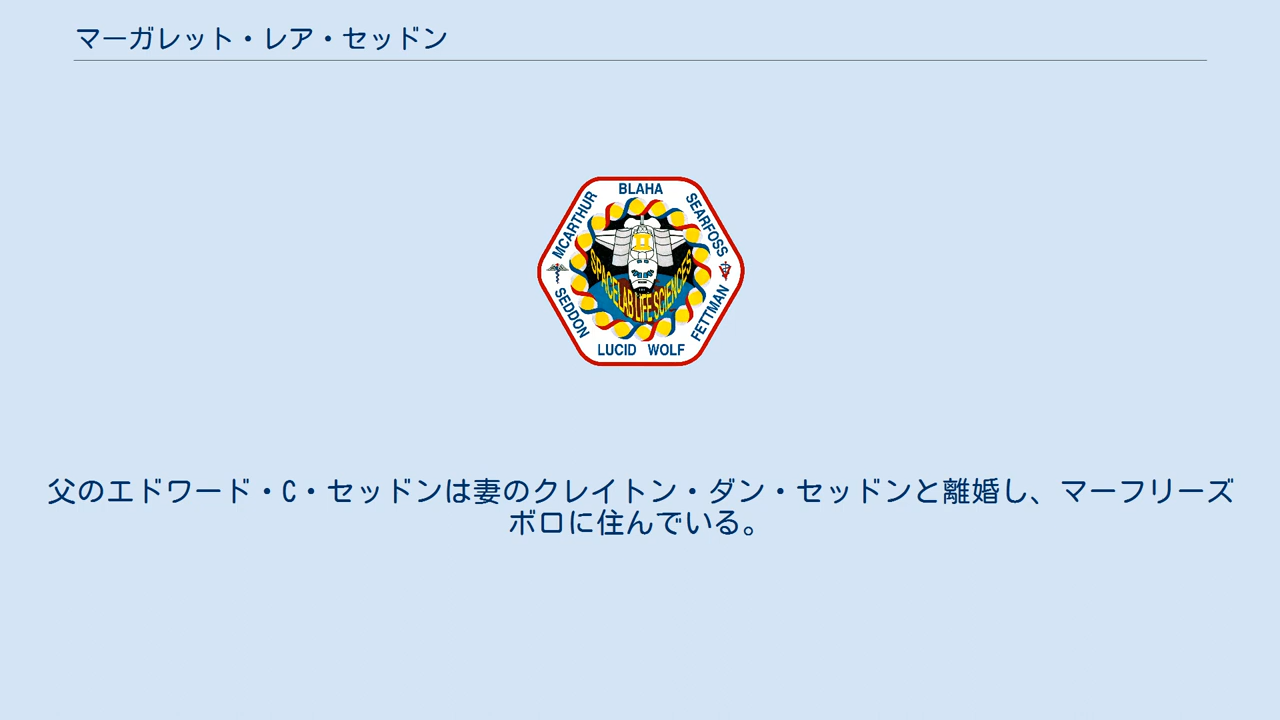 マーガレット・レア・セッドン
BLAHA
MCARTHUR
SEARFOSS
SPACELAB LIFE SCIENCES
SEDDON
FETTMAN
LUCID WOLF
父のエドワード・C・セッドンは妻のクレイトン・ダン・セッドンと離婚し、マーフリーズ
ボロに住んでいる。